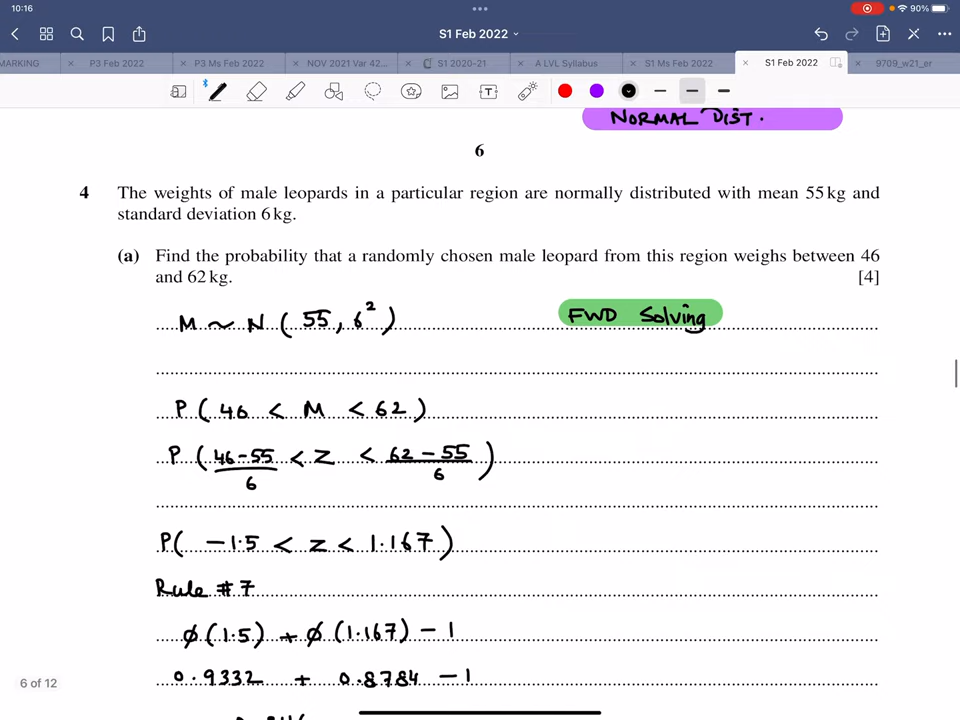 10:16
90%
S1 Feb 2022
MARKING
P3 Feb 2022
P3 Ms Feb 2022
NOV 2021 Var 42...
S1 2020-21
A LVL Syllabus
S1 Ms Feb 2022
S1 Feb 2022
9709_w21_er
NORMAL DIST.
6
4 The weights of male leopards in a particular region are normally distributed with mean 55 kg and
standard deviation 6 kg.
(a) Find the probability that a randomly chosen male leopard from this region weighs between 46
and 62 kg. [4]
M ~ N ( 55, 6² )
FWD Solving
P ( 46 < M < 62 )
P ( (46 - 55)/6 < Z < (62 - 55)/6 )
P( -1.5 < Z < 1.167 )
Rule # 7
ø (1.5) + ø (1.167) - 1
0.9332 + 0.8784 - 1
6 of 12